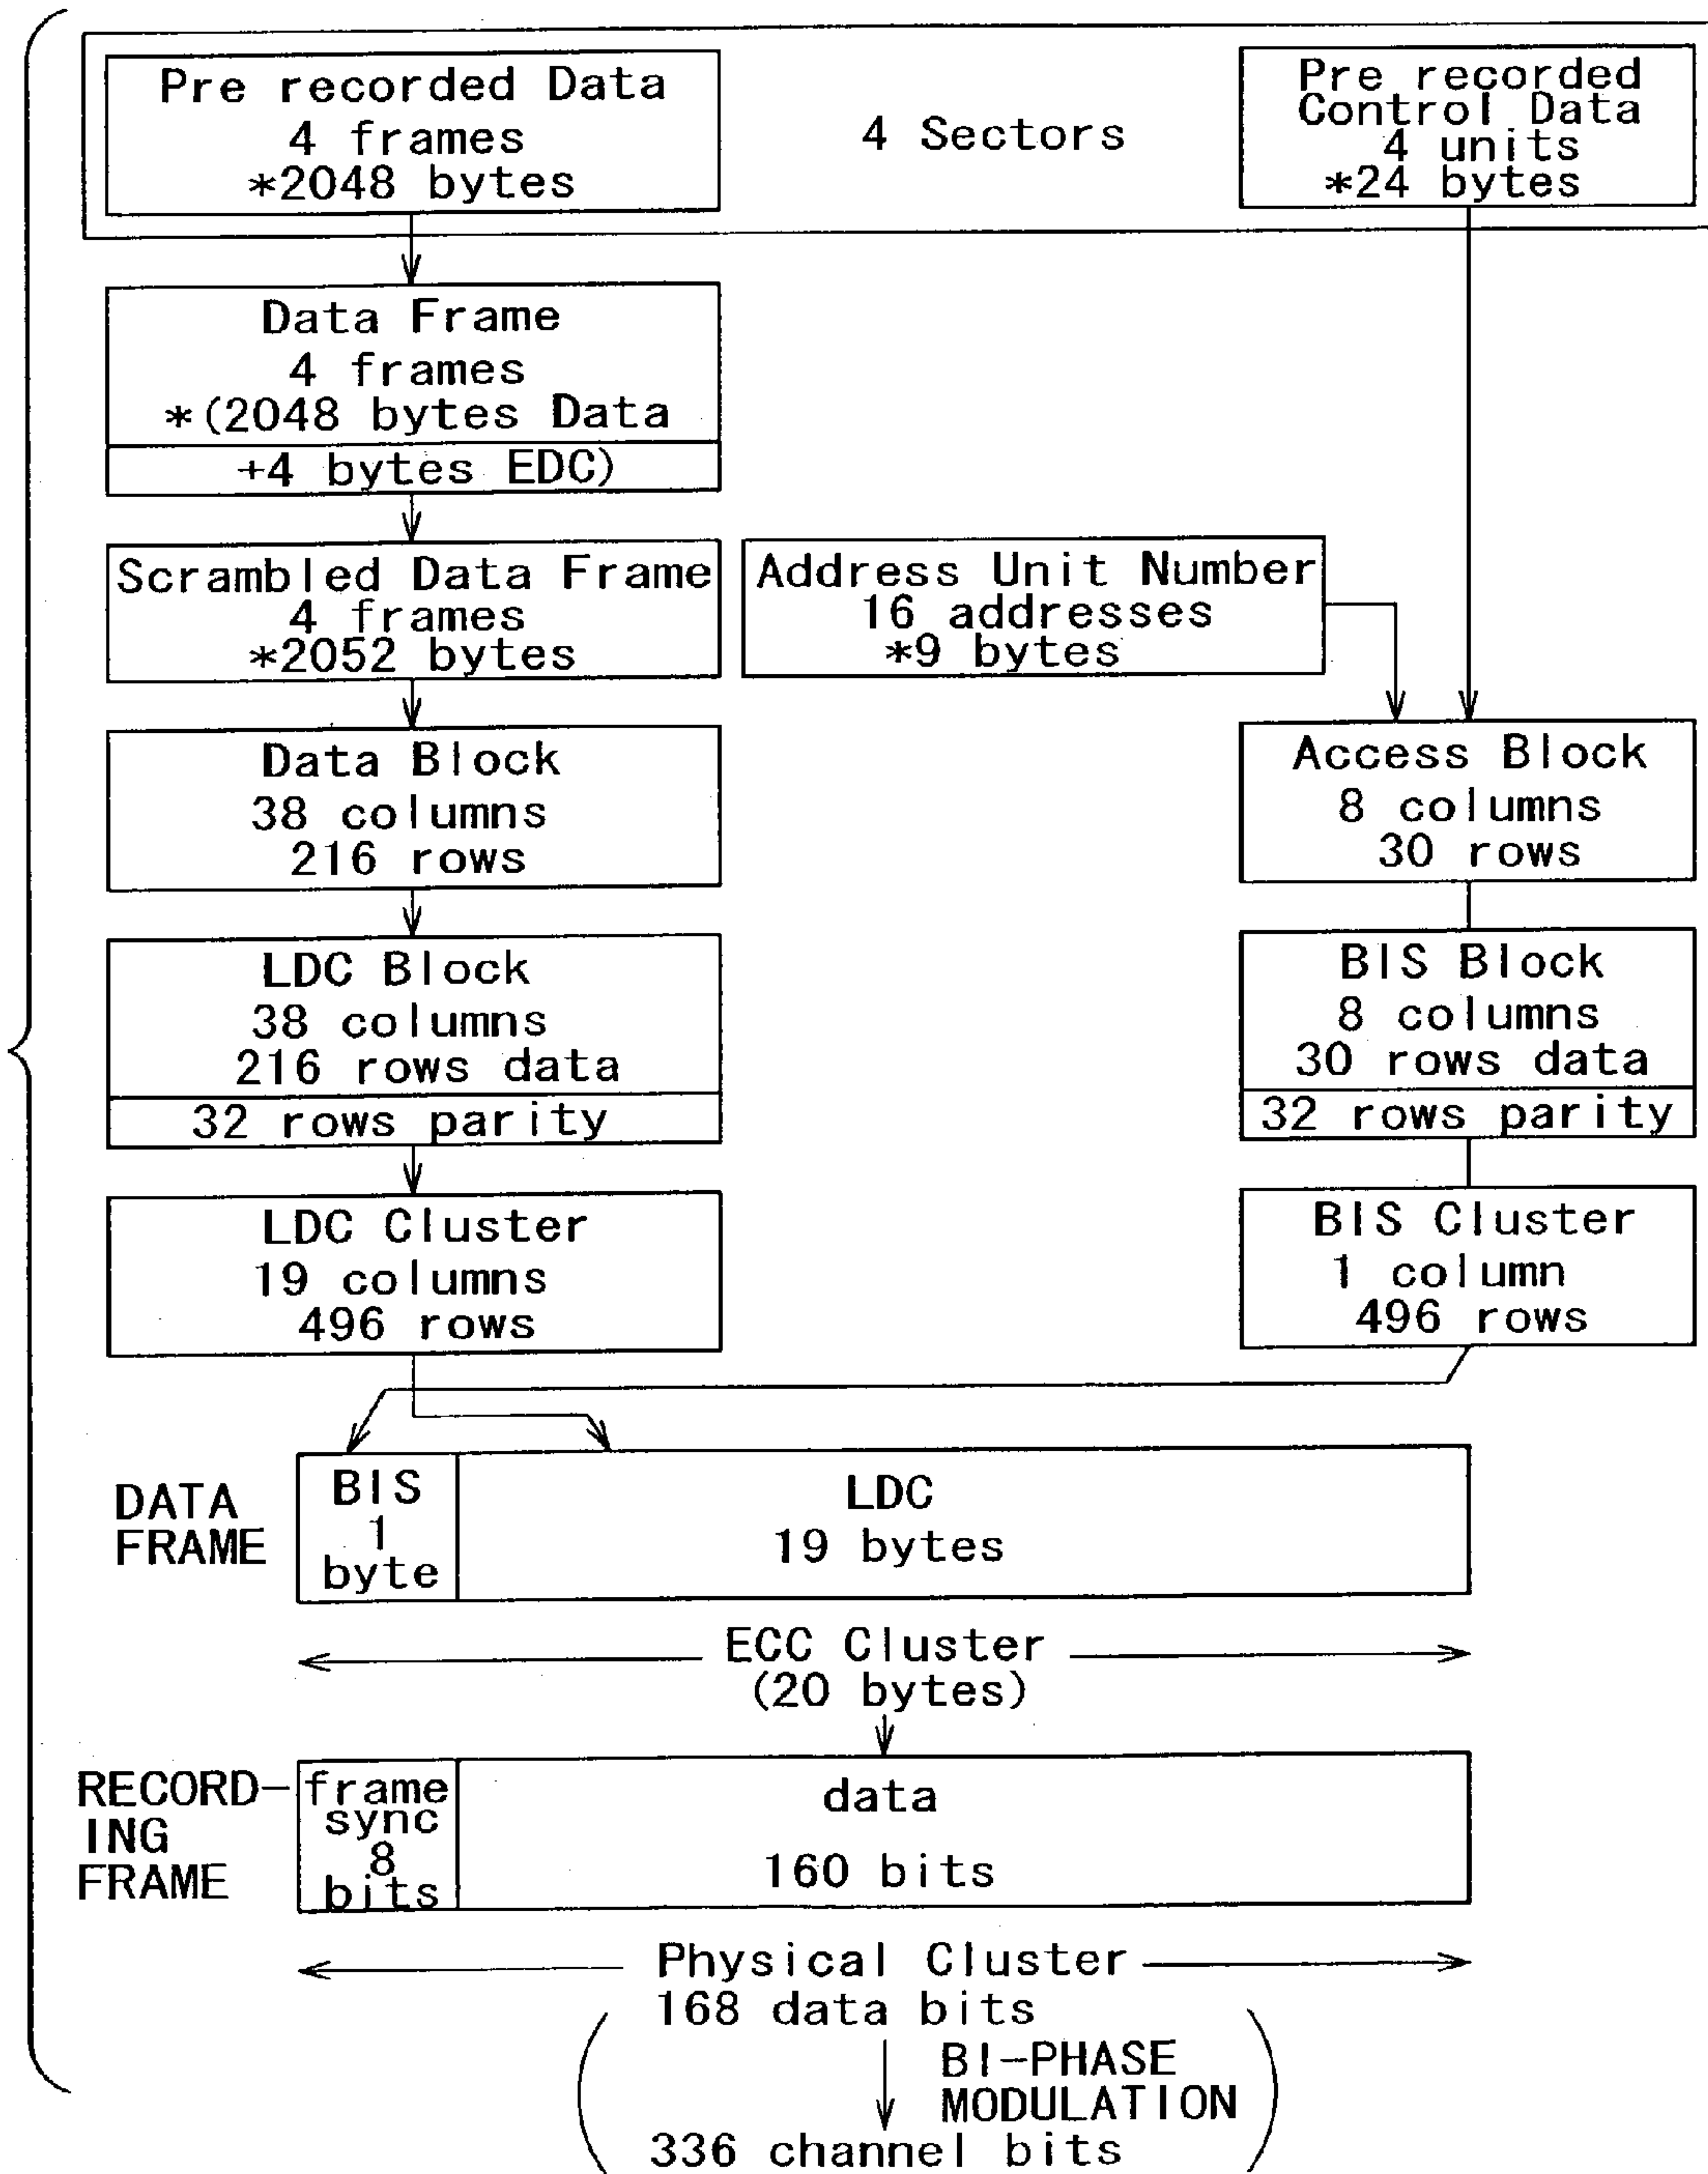 Pre recorded Data
4 frames
*2048 bytes
4 Sectors
Pre recorded
Control Data
4 units
*24 bytes
Data Frame
4 frames
*(2048 bytes Data
+4 bytes EDC)
Scrambled Data Frame
4 frames
*2052 bytes
Address Unit Number
16 addresses
*9 bytes
Data Block
38 columns
216 rows
Access Block
8 columns
30 rows
LDC Block
38 columns
216 rows data
32 rows parity
BIS Block
8 columns
30 rows data
32 rows parity
LDC Cluster
19 columns
496 rows
BIS Cluster
1 column
496 rows
DATA
FRAME
BIS
1
byte
LDC
19 bytes
ECC Cluster
(20 bytes)
RECORD-
ING
FRAME
frame
sync
8
bits
data
160 bits
Physical Cluster
168 data bits
BI-PHASE
MODULATION
336 channel bits